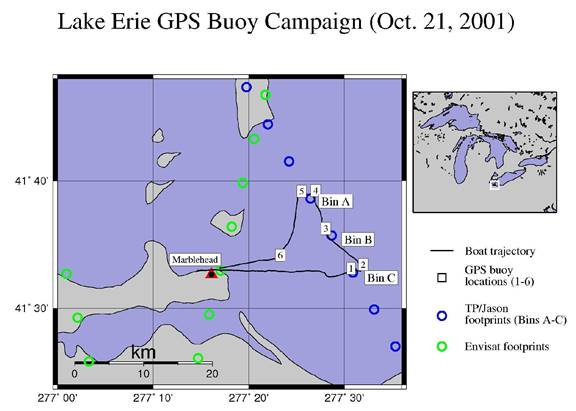 Lake Erie GPS Buoy Campaign (Oct. 21, 2001)
41° 40'
5 4
Bin A
3
Bin B
6
Marblehead
1 2
Bin C
41° 30'
km
0 10 20
277° 00' 277° 10' 277° 20' 277° 30'
Boat trajectory
GPS buoy
locations (1-6)
TP/Jason
footprints (Bins A-C)
Envisat footprints